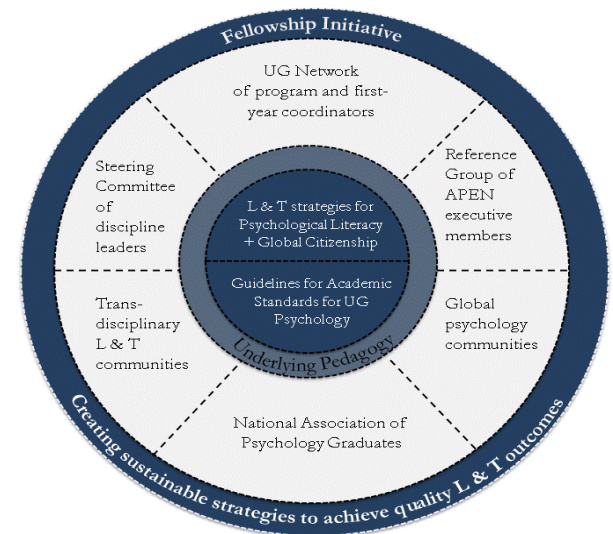 Fellowship Initiative
UG Network
of program and first-
year coordinators
Steering
Committee
of
discipline
leaders
Reference
Group of
APEN
executive
members
L & T strategies for
Psychological Literacy
+ Global Citizenship
Guidelines for Academic
Standards for UG
Psychology
Underlying Pedagogy
Trans-
disciplinary
L & T
communities
Global
psychology
communities
National Association of
Psychology Graduates
Creating sustainable strategies to achieve quality L & T outcomes